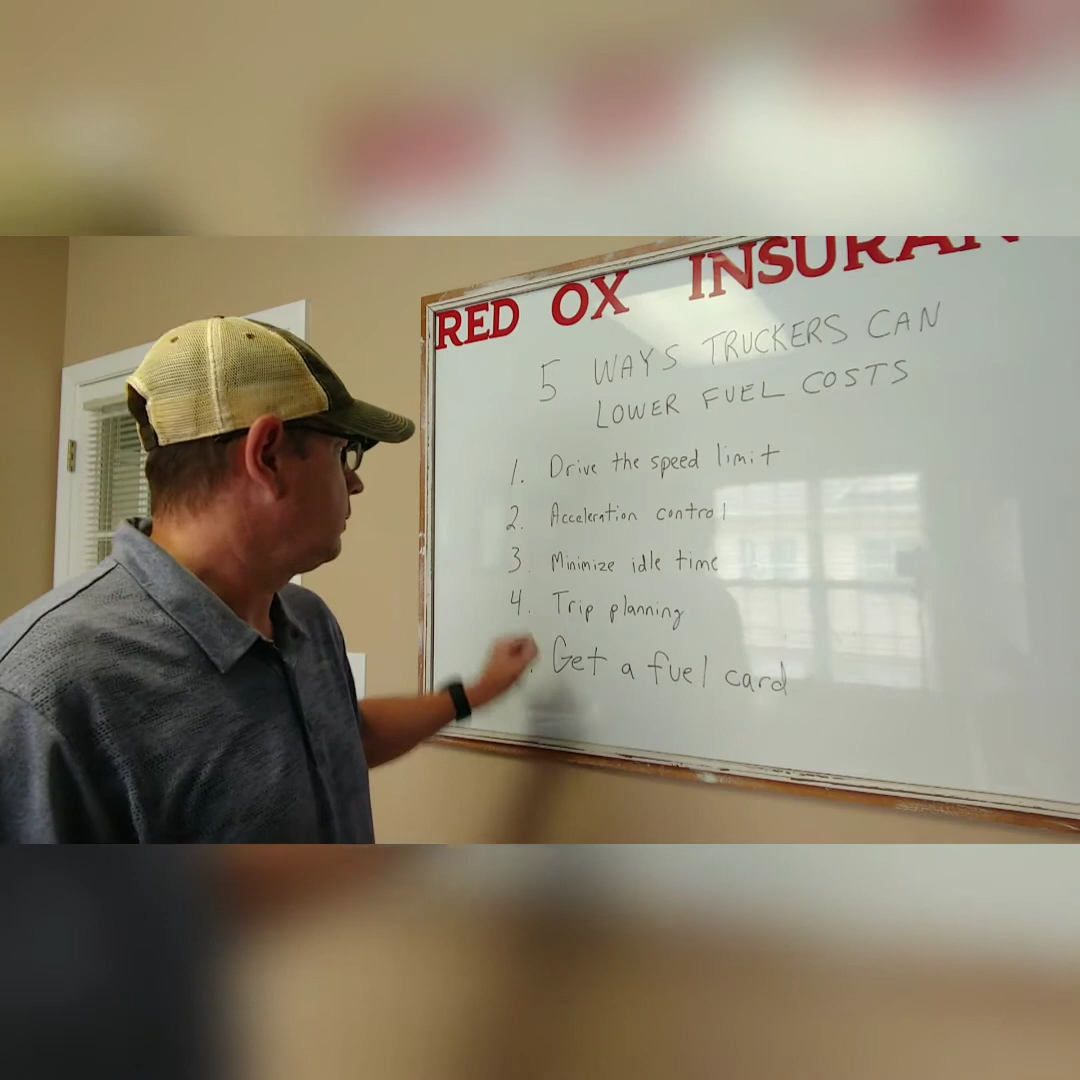 RED OX INSURAN
5 WAYS TRUCKERS CAN
LOWER FUEL COSTS
1. Drive the speed limit
2. Acceleration control
3. Minimize idle time
4. Trip planning
. Get a fuel card